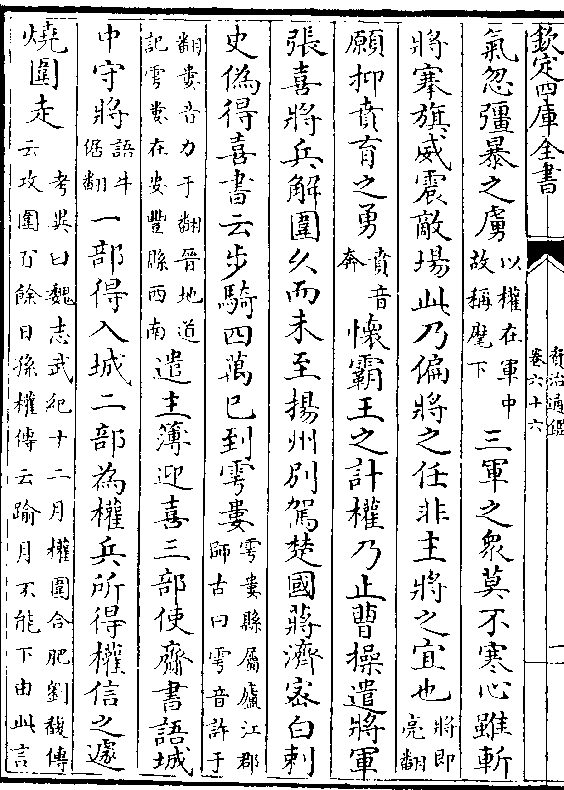 欽定四庫全書
資治通鑑
卷六十六
氣忽彊暴之虜以權在軍中故稱麾下三軍之衆莫不寒心雖斬
將搴旗威震敵場此乃偏將之任非主將之宜也將即亮翻
願抑賁育之勇賁音奔懷霸王之計權乃止曹操遣將軍
張喜將兵解圍久而未至揚州别駕楚國蔣濟密白刺
史偽得喜書云步騎四萬已到雩婁雩婁縣屬廬江郡師古曰雩音許于
翻婁音力于翻晉地道記雩婁在安豐縣西南遣主簿迎喜三部使齎書語城
中守將語牛倨翻一部得入城二部為權兵所得權信之遽
燒圍走考異曰魏志武紀十二月權圍合肥劉馥傳云攻圍百餘日孫權傳云踰月不能下由此言